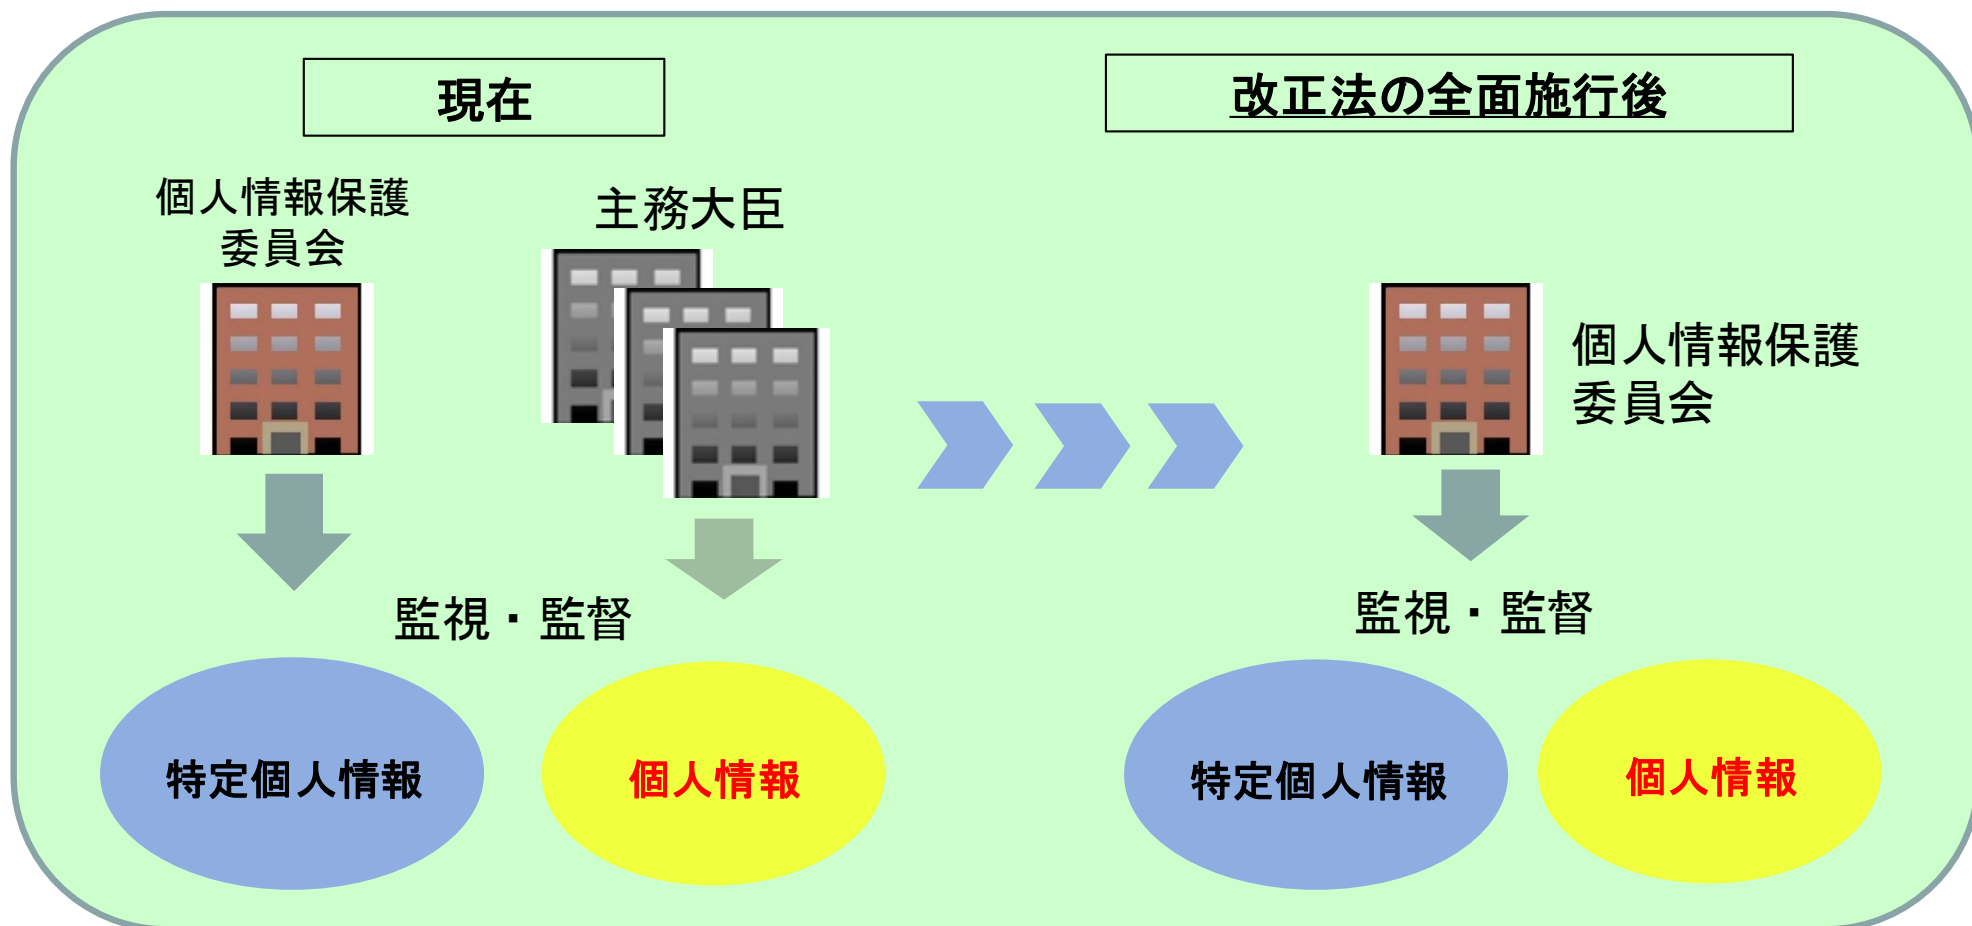 現在
個人情報保護
委員会
主務大臣
監視・監督
特定個人情報
個人情報
改正法の全面施行後
個人情報保護
委員会
監視・監督
特定個人情報
個人情報